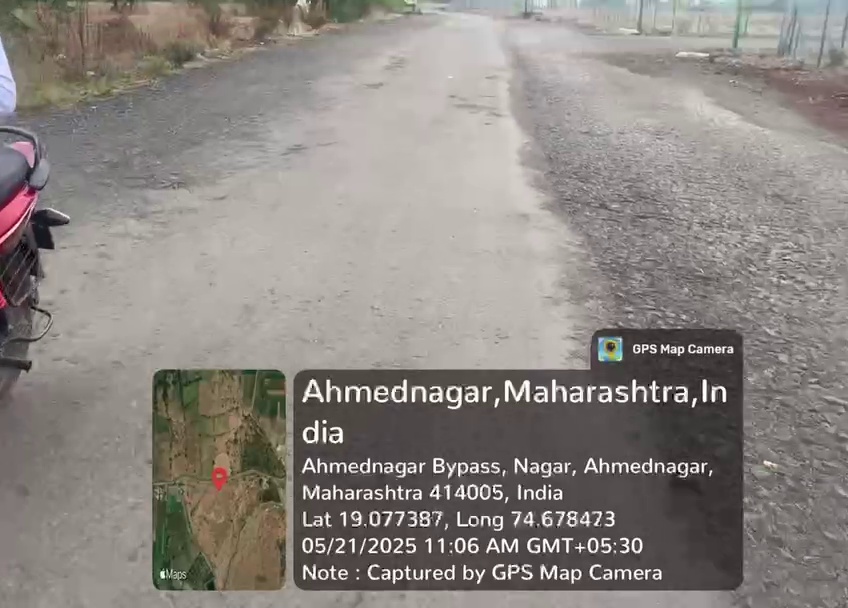 GPS Map Camera
Ahmednagar,Maharashtra,In
dia
Ahmednagar Bypass, Nagar, Ahmednagar,
Maharashtra 414005, India
Lat 19.077387, Long 74.678473
05/21/2025 11:06 AM GMT+05:30
Note : Captured by GPS Map Camera
Maps